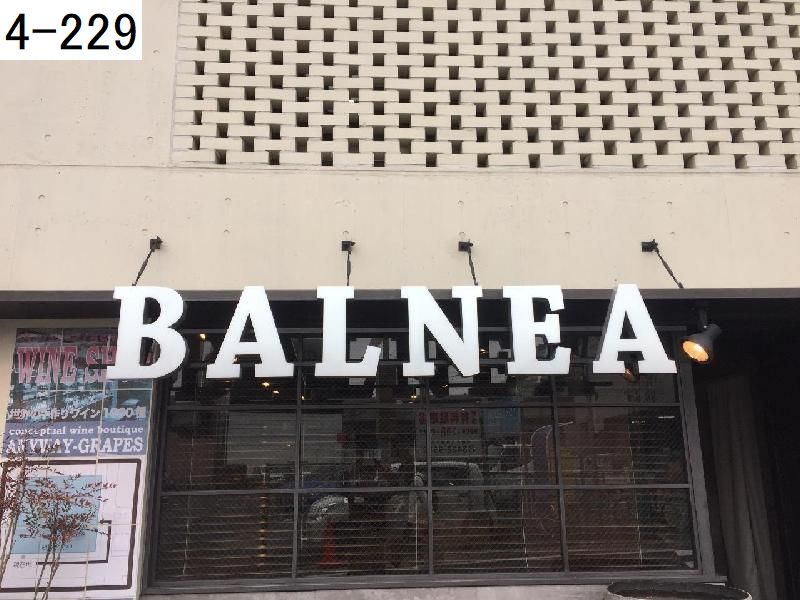 4-229
BALNEA
WINE SH
世界の手作りワイン 1000種
conceptual wine boutique
ANYWAY-GRAPES